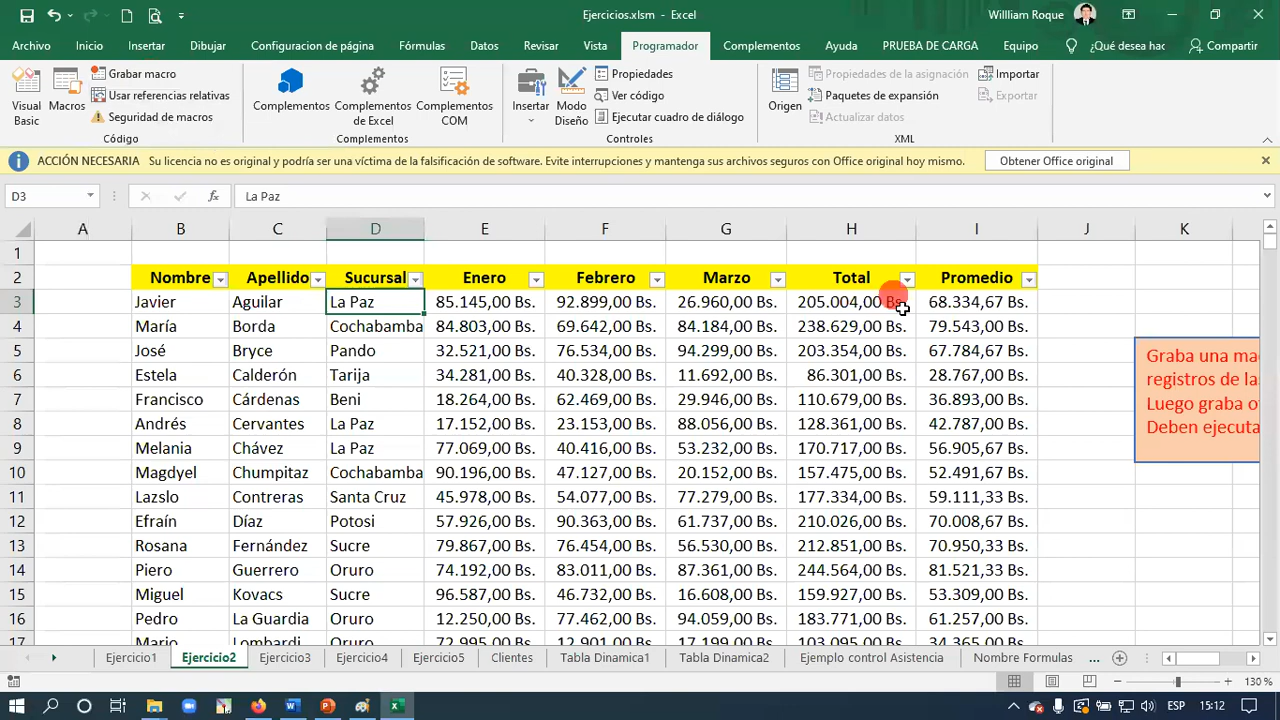 Ejercicios.xlsm - Excel
Willliam Roque
Archivo Inicio Insertar Dibujar Configuracion de página Fórmulas Datos Revisar Vista Programador Complementos Ayuda PRUEBA DE CARGA Equipo ¿Qué desea hac Compartir
Visual Basic
Macros
Grabar macro
Usar referencias relativas
Seguridad de macros
Código
Complementos
Complementos de Excel
Complementos COM
Complementos
Insertar
Modo Diseño
Propiedades
Ver código
Ejecutar cuadro de diálogo
Controles
Origen
Propiedades de la asignación
Paquetes de expansión
Actualizar datos
Importar
Exportar
XML
ACCIÓN NECESARIA Su licencia no es original y podría ser una víctima de la falsificación de software. Evite interrupciones y mantenga sus archivos seguros con Office original hoy mismo. Obtener Office original
D3 fx La Paz
A B C D E F G H I J K
1
2 Nombre Apellido Sucursal Enero Febrero Marzo Total Promedio
3 Javier Aguilar La Paz 85.145,00 Bs. 92.899,00 Bs. 26.960,00 Bs. 205.004,00 Bs. 68.334,67 Bs.
4 María Borda Cochabamba 84.803,00 Bs. 69.642,00 Bs. 84.184,00 Bs. 238.629,00 Bs. 79.543,00 Bs.
5 José Bryce Pando 32.521,00 Bs. 76.534,00 Bs. 94.299,00 Bs. 203.354,00 Bs. 67.784,67 Bs.
6 Estela Calderón Tarija 34.281,00 Bs. 40.328,00 Bs. 11.692,00 Bs. 86.301,00 Bs. 28.767,00 Bs.
7 Francisco Cárdenas Beni 18.264,00 Bs. 62.469,00 Bs. 29.946,00 Bs. 110.679,00 Bs. 36.893,00 Bs.
8 Andrés Cervantes La Paz 17.152,00 Bs. 23.153,00 Bs. 88.056,00 Bs. 128.361,00 Bs. 42.787,00 Bs.
9 Melania Chávez La Paz 77.069,00 Bs. 40.416,00 Bs. 53.232,00 Bs. 170.717,00 Bs. 56.905,67 Bs.
10 Magdyel Chumpitaz Cochabamba 90.196,00 Bs. 47.127,00 Bs. 20.152,00 Bs. 157.475,00 Bs. 52.491,67 Bs.
11 Lazslo Contreras Santa Cruz 45.978,00 Bs. 54.077,00 Bs. 77.279,00 Bs. 177.334,00 Bs. 59.111,33 Bs.
12 Efraín Díaz Potosi 57.926,00 Bs. 90.363,00 Bs. 61.737,00 Bs. 210.026,00 Bs. 70.008,67 Bs.
13 Rosana Fernández Sucre 79.867,00 Bs. 76.454,00 Bs. 56.530,00 Bs. 212.851,00 Bs. 70.950,33 Bs.
14 Piero Guerrero Oruro 74.192,00 Bs. 83.011,00 Bs. 87.361,00 Bs. 244.564,00 Bs. 81.521,33 Bs.
15 Miguel Kovacs Sucre 96.587,00 Bs. 46.732,00 Bs. 16.608,00 Bs. 159.927,00 Bs. 53.309,00 Bs.
16 Pedro La Guardia Oruro 12.250,00 Bs. 77.462,00 Bs. 94.059,00 Bs. 183.771,00 Bs. 61.257,00 Bs.
17 Mario Lombardi Oruro 72.995,00 Bs. 12.901,00 Bs. 17.199,00 Bs. 103.095,00 Bs. 34.365,00 Bs.
Graba una ma
registros de la
Luego graba o
Deben ejecuta
Ejercicio1 Ejercicio2 Ejercicio3 Ejercicio4 Ejercicio5 Clientes Tabla Dinamica1 Tabla Dinamica2 Ejemplo control Asistencia Nombre Formulas ...
130 %
ESP 15:12